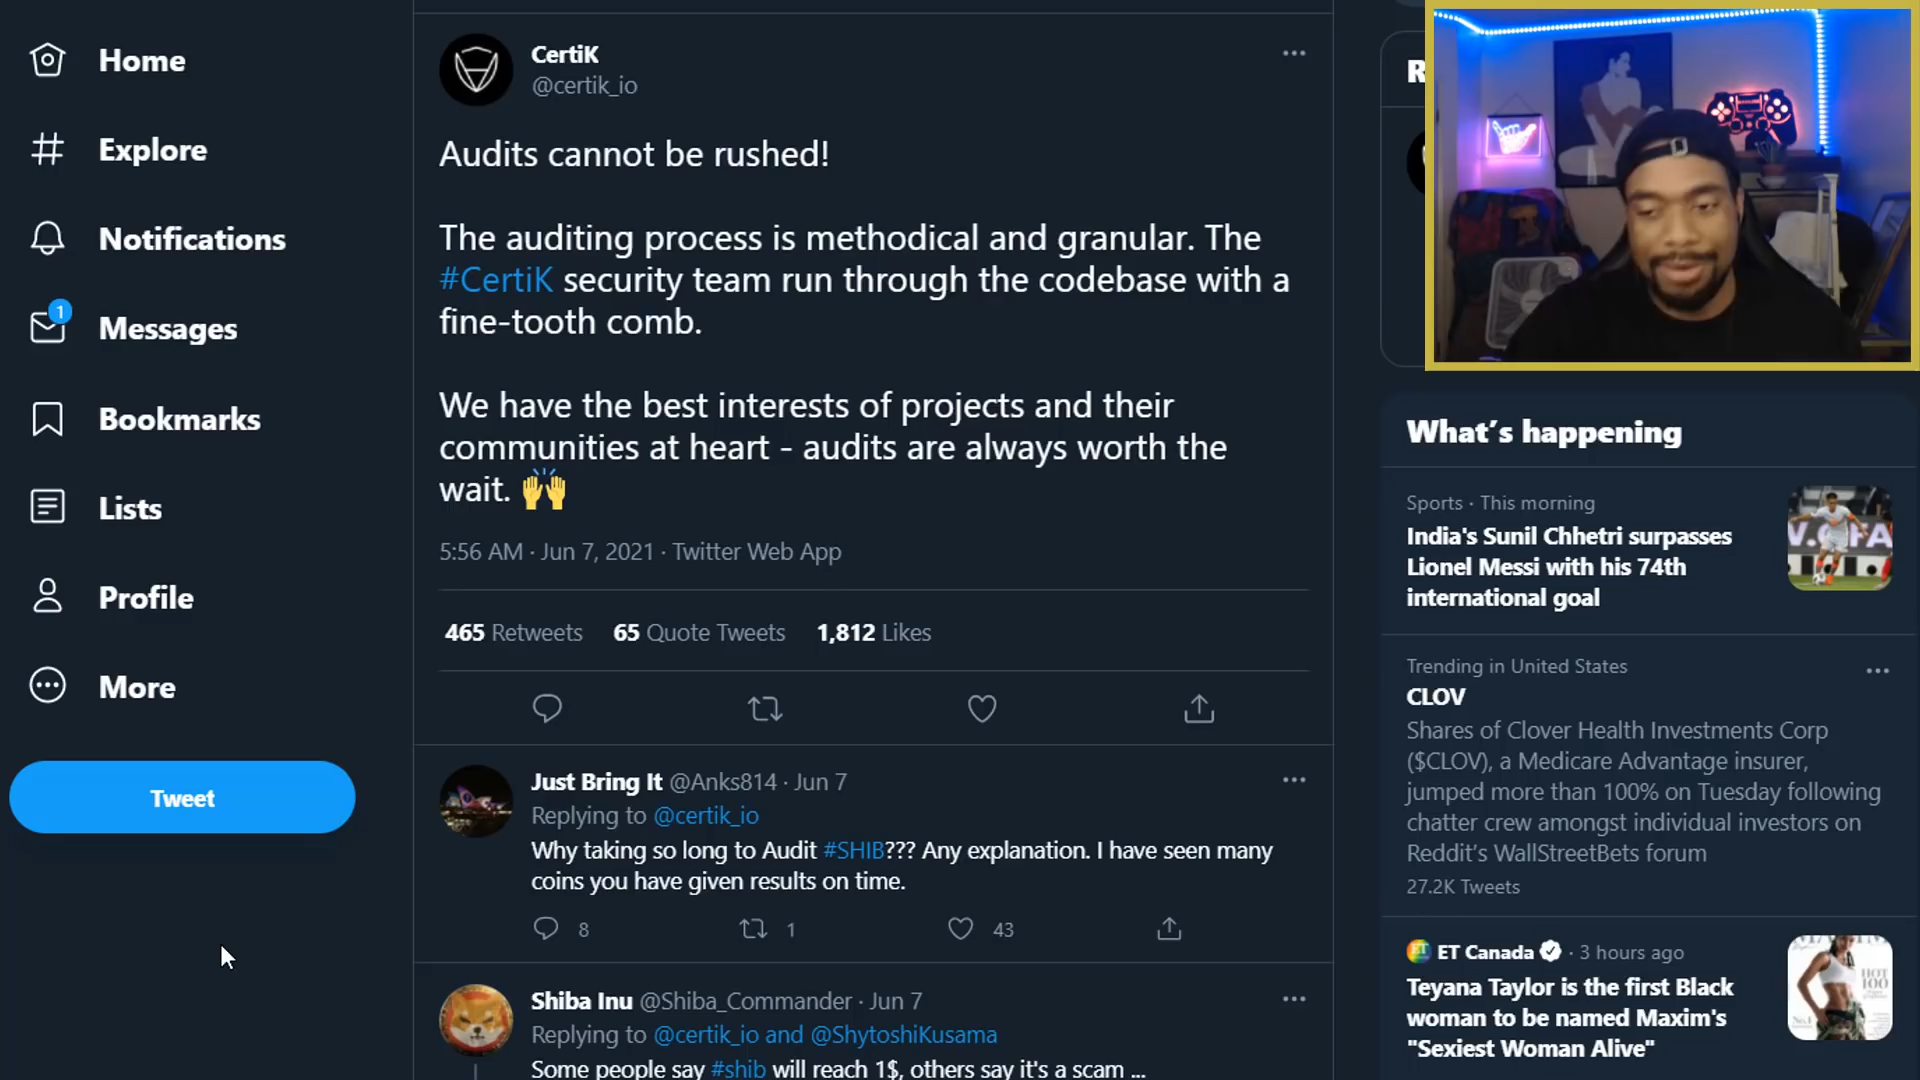 Home
Explore
Notifications
1
Messages
Bookmarks
Lists
Profile
More
Tweet
CertiK
@certik_io
Audits cannot be rushed!
The auditing process is methodical and granular. The
#CertiK security team run through the codebase with a
fine-tooth comb.
We have the best interests of projects and their
communities at heart - audits are always worth the
wait. 🙌
5:56 AM · Jun 7, 2021 · Twitter Web App
465 Retweets 65 Quote Tweets 1,812 Likes
Just Bring It @Anks814 · Jun 7
Replying to @certik_io
Why taking so long to Audit #SHIB??? Any explanation. I have seen many
coins you have given results on time.
8 1 43
Shiba Inu @Shiba_Commander · Jun 7
Replying to @certik_io and @ShytoshiKusama
Some people say #shib will reach 1$, others say it's a scam ...
What's happening
Sports · This morning
India's Sunil Chhetri surpasses
Lionel Messi with his 74th
international goal
Trending in United States
CLOV
Shares of Clover Health Investments Corp
($CLOV), a Medicare Advantage insurer,
jumped more than 100% on Tuesday following
chatter crew amongst individual investors on
Reddit's WallStreetBets forum
27.2K Tweets
ET Canada · 3 hours ago
Teyana Taylor is the first Black
woman to be named Maxim's
"Sexiest Woman Alive"
HOT
100